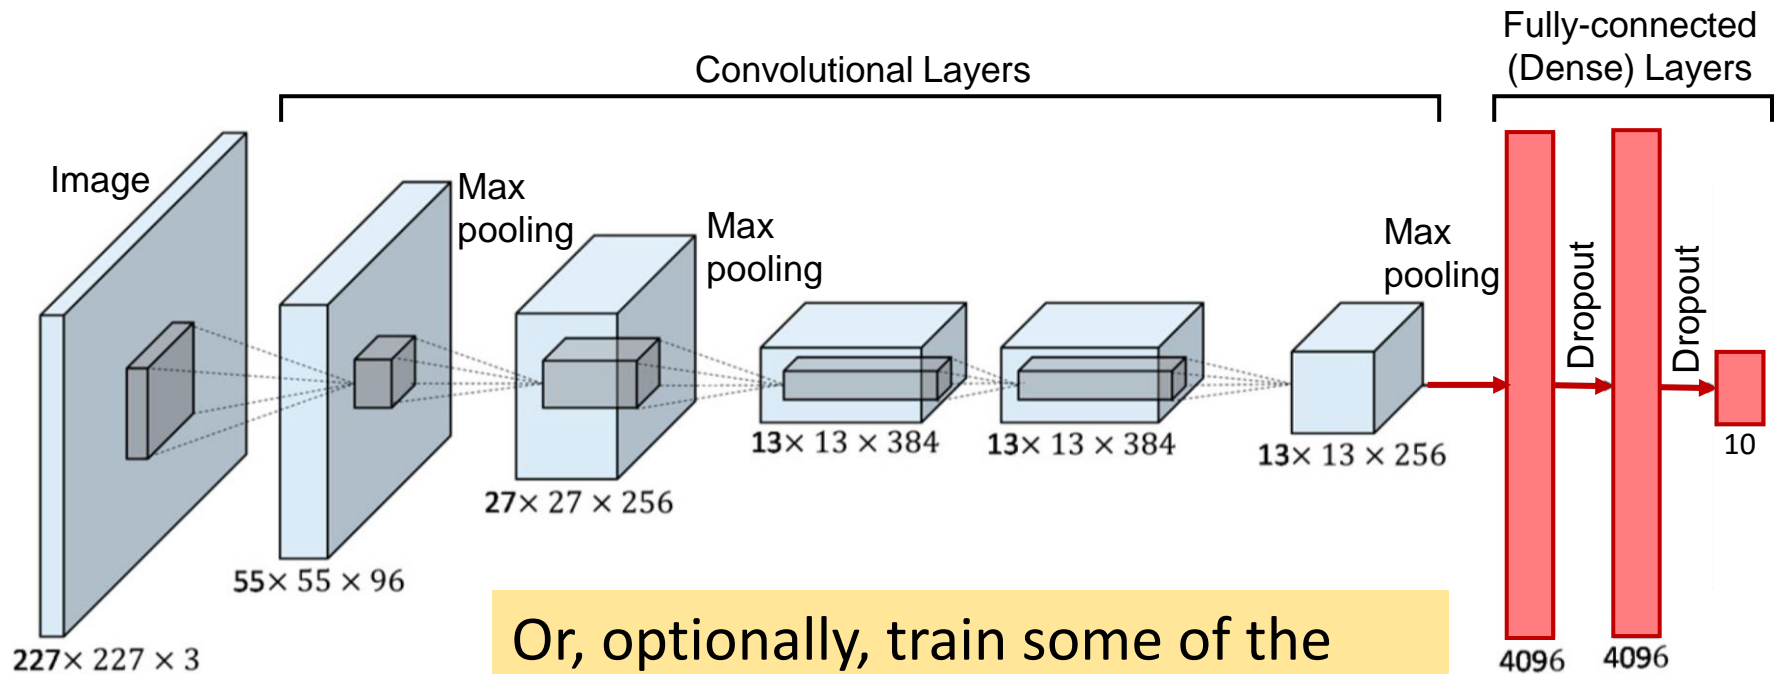 Fully-connected
(Dense) Layers
Convolutional Layers
Image
Max
pooling
Max
pooling
Max
pooling
Dropout
Dropout
227× 227 × 3
55× 55 × 96
27× 27 × 256
13× 13 × 384
13× 13 × 384
13× 13 × 256
4096
4096
10
Or, optionally, train some of the